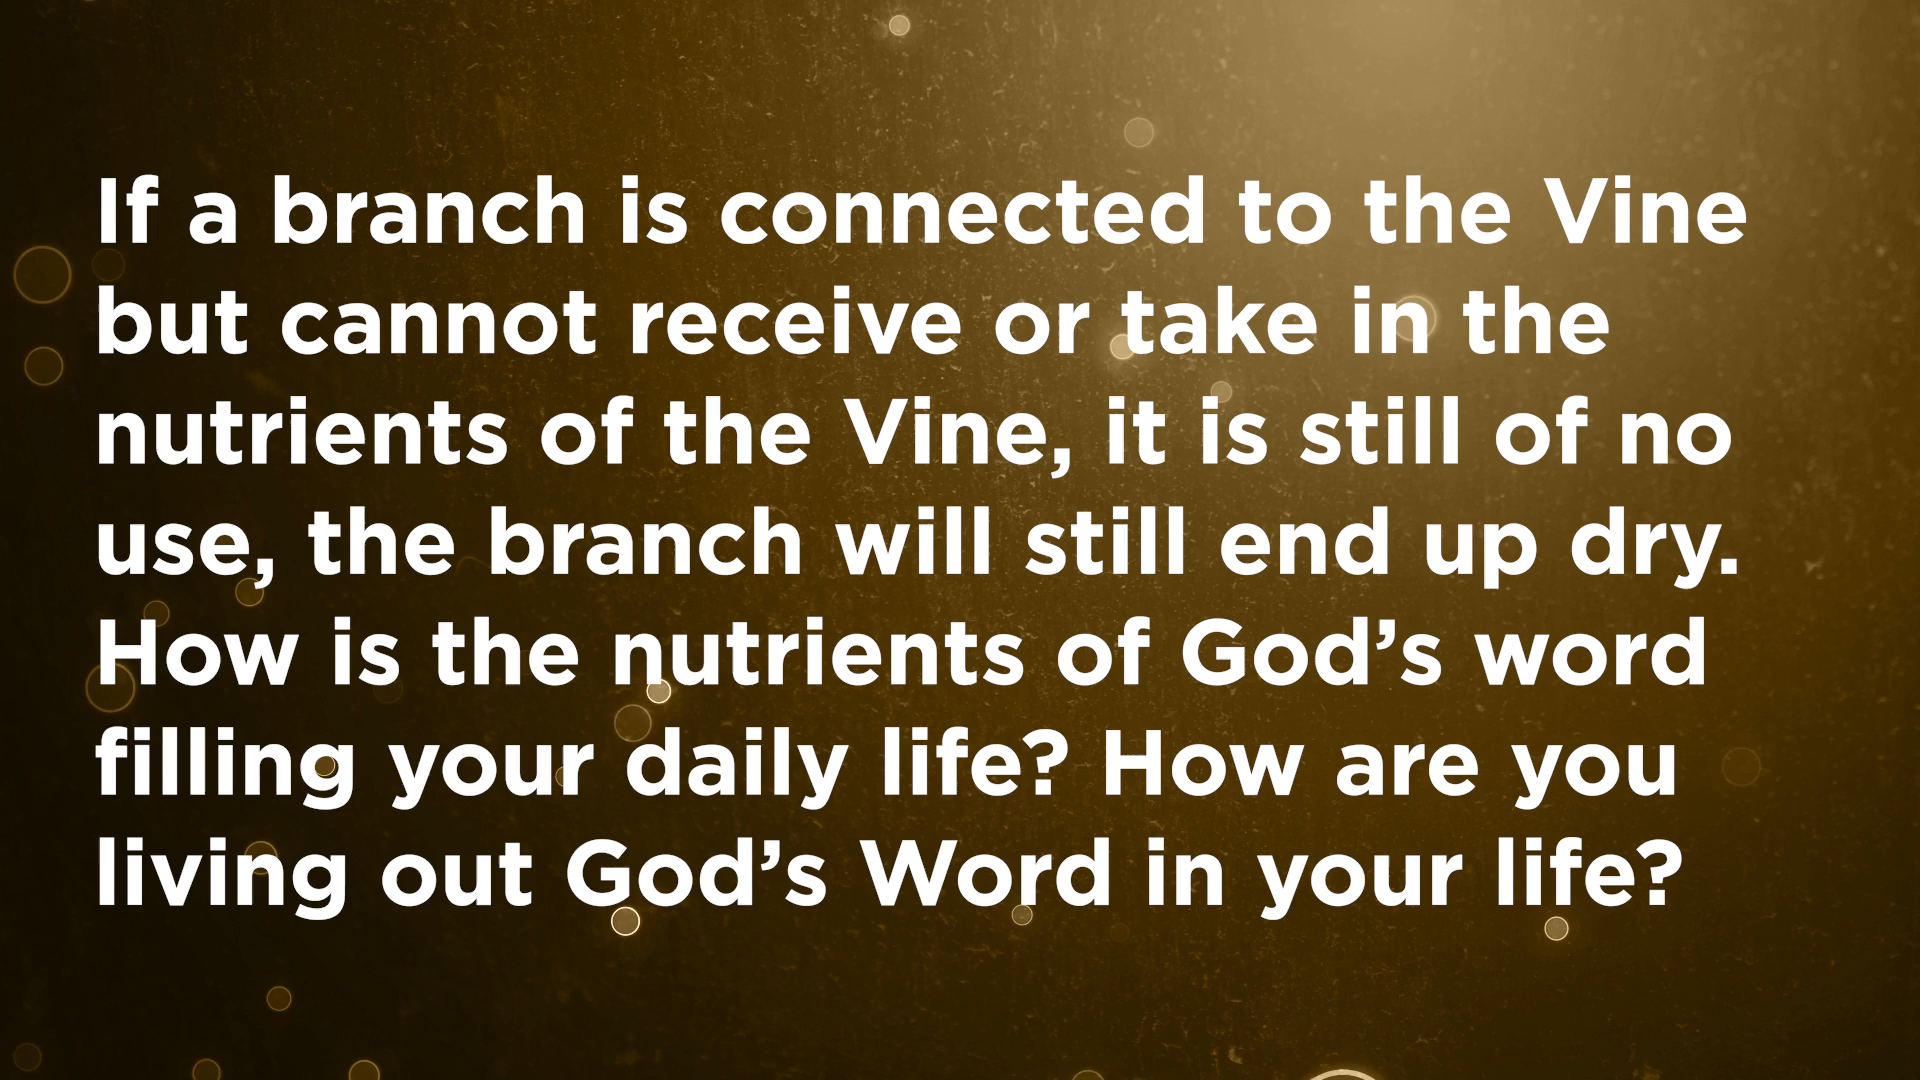 If a branch is connected to the Vine
but cannot receive or take in the
nutrients of the Vine, it is still of no
use, the branch will still end up dry.
How is the nutrients of God’s word
filling your daily life? How are you
living out God’s Word in your life?